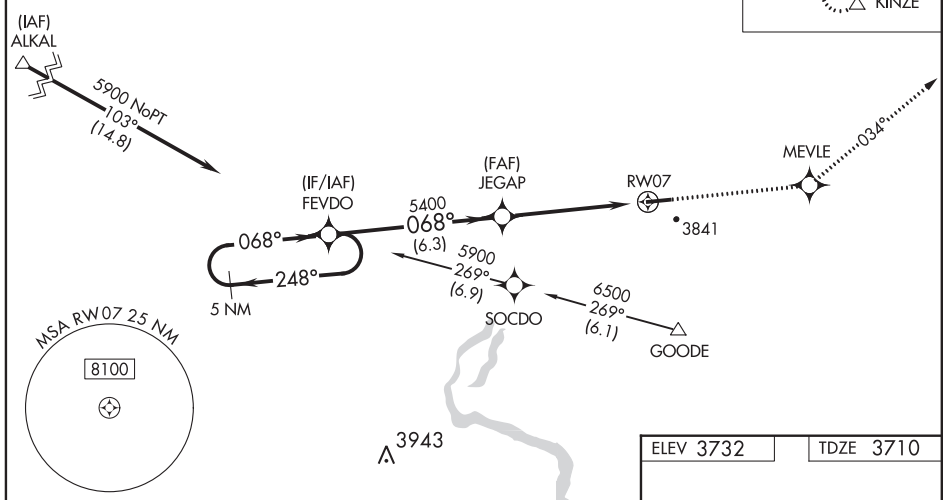 KINZE
(IAF)
ALKAL
5900 NoPT
103°
(14.8)
034°
MEVLE
(FAF)
JEGAP
(IF/IAF)
FEVDO
RW07
5400
068°
(6.3)
3841
068°
248°
5 NM
5900
269°
(6.9)
SOCDO
6500
269°
(6.1)
GOODE
MSA RW07 25 NM
8100
3943
ELEV 3732
TDZE 3710